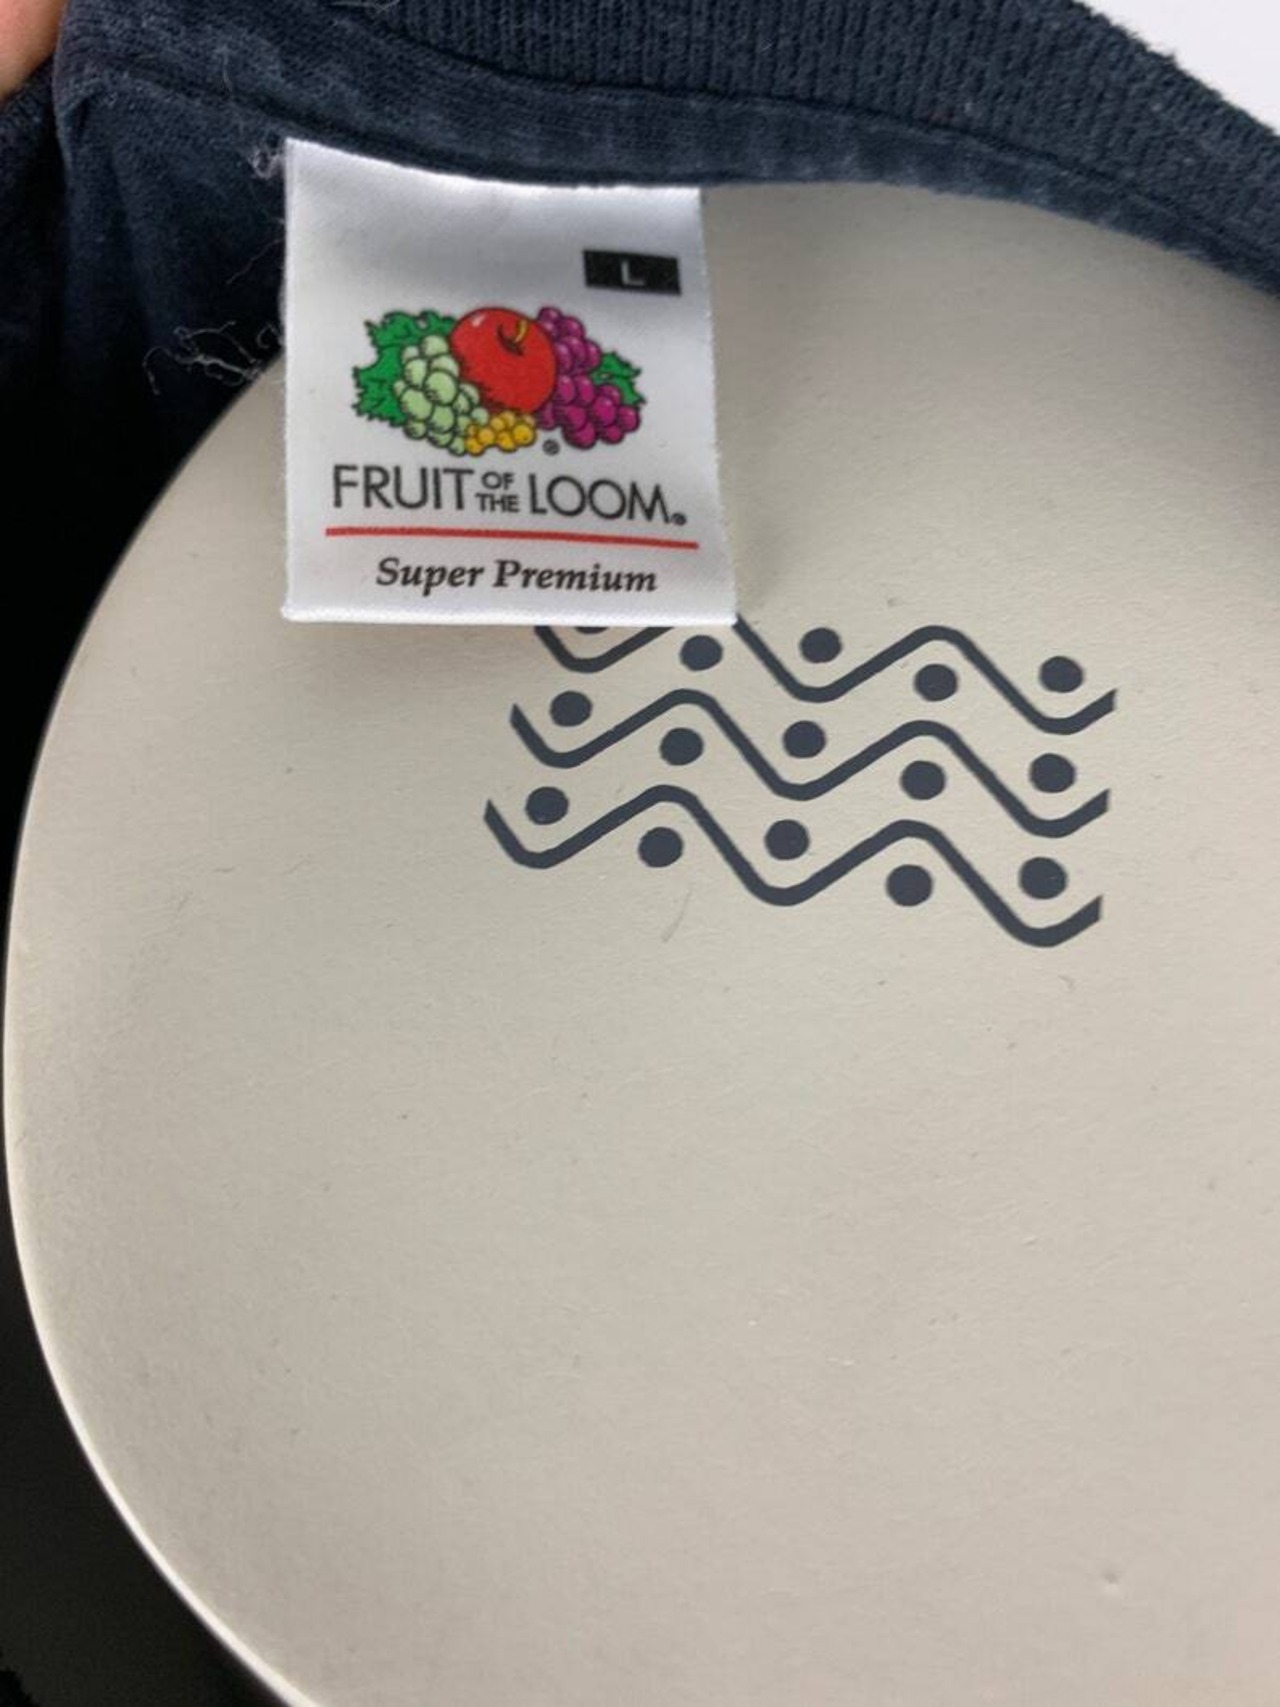 L
FRUIT OF THE LOOM®
Super Premium